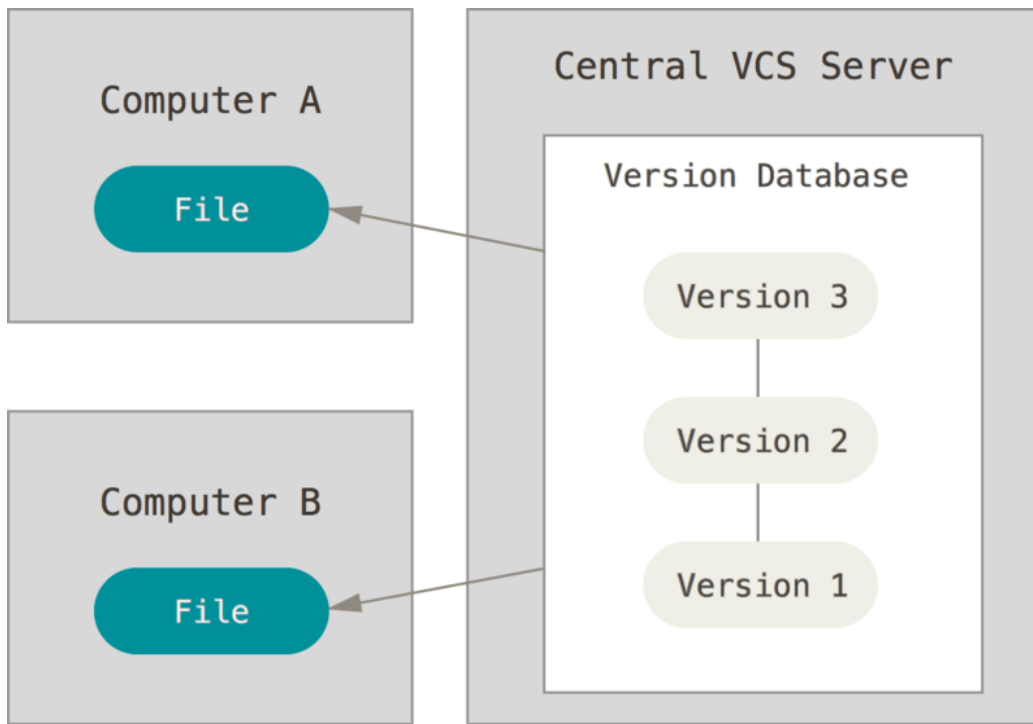 Computer A
File
Computer B
File
Central VCS Server
Version Database
Version 3
Version 2
Version 1